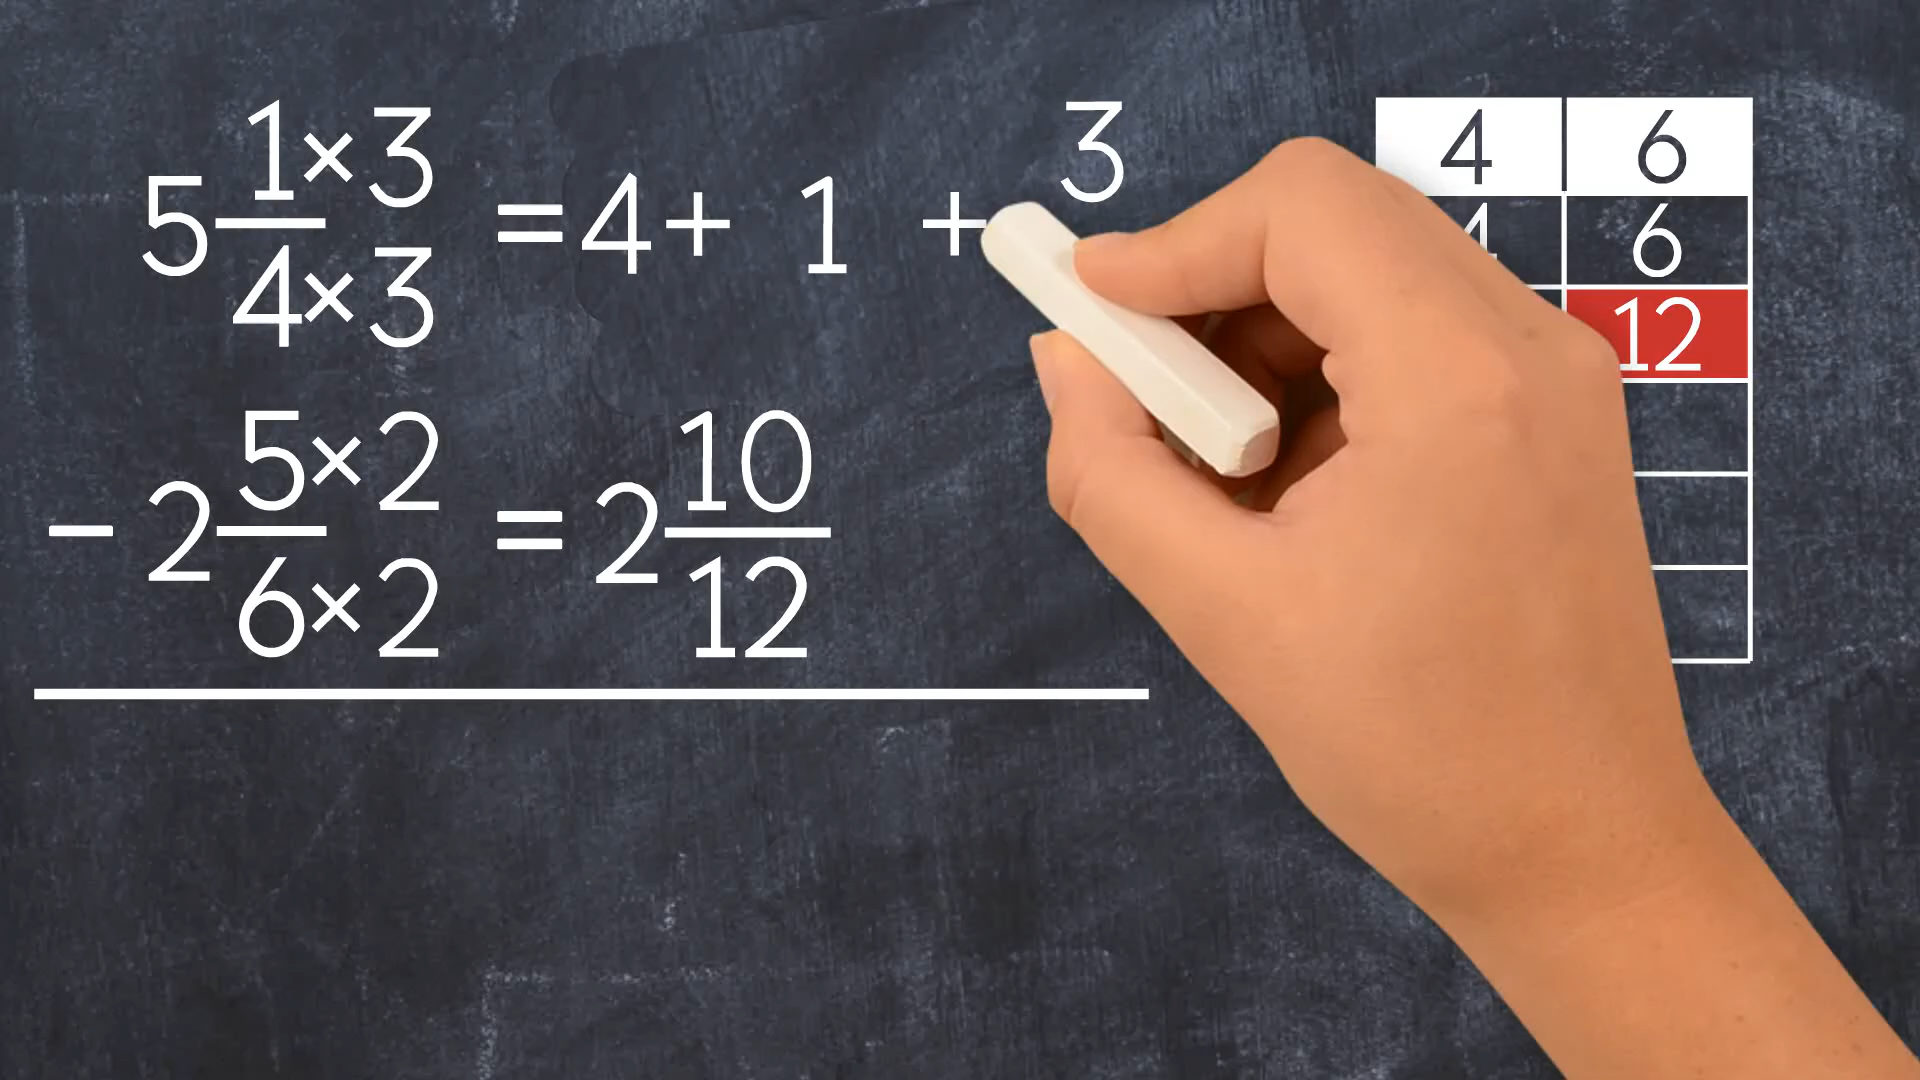 5 1×3/4×3 = 4 + 1 + 3
- 2 5×2/6×2 = 2 10/12
4 6
4 6
12